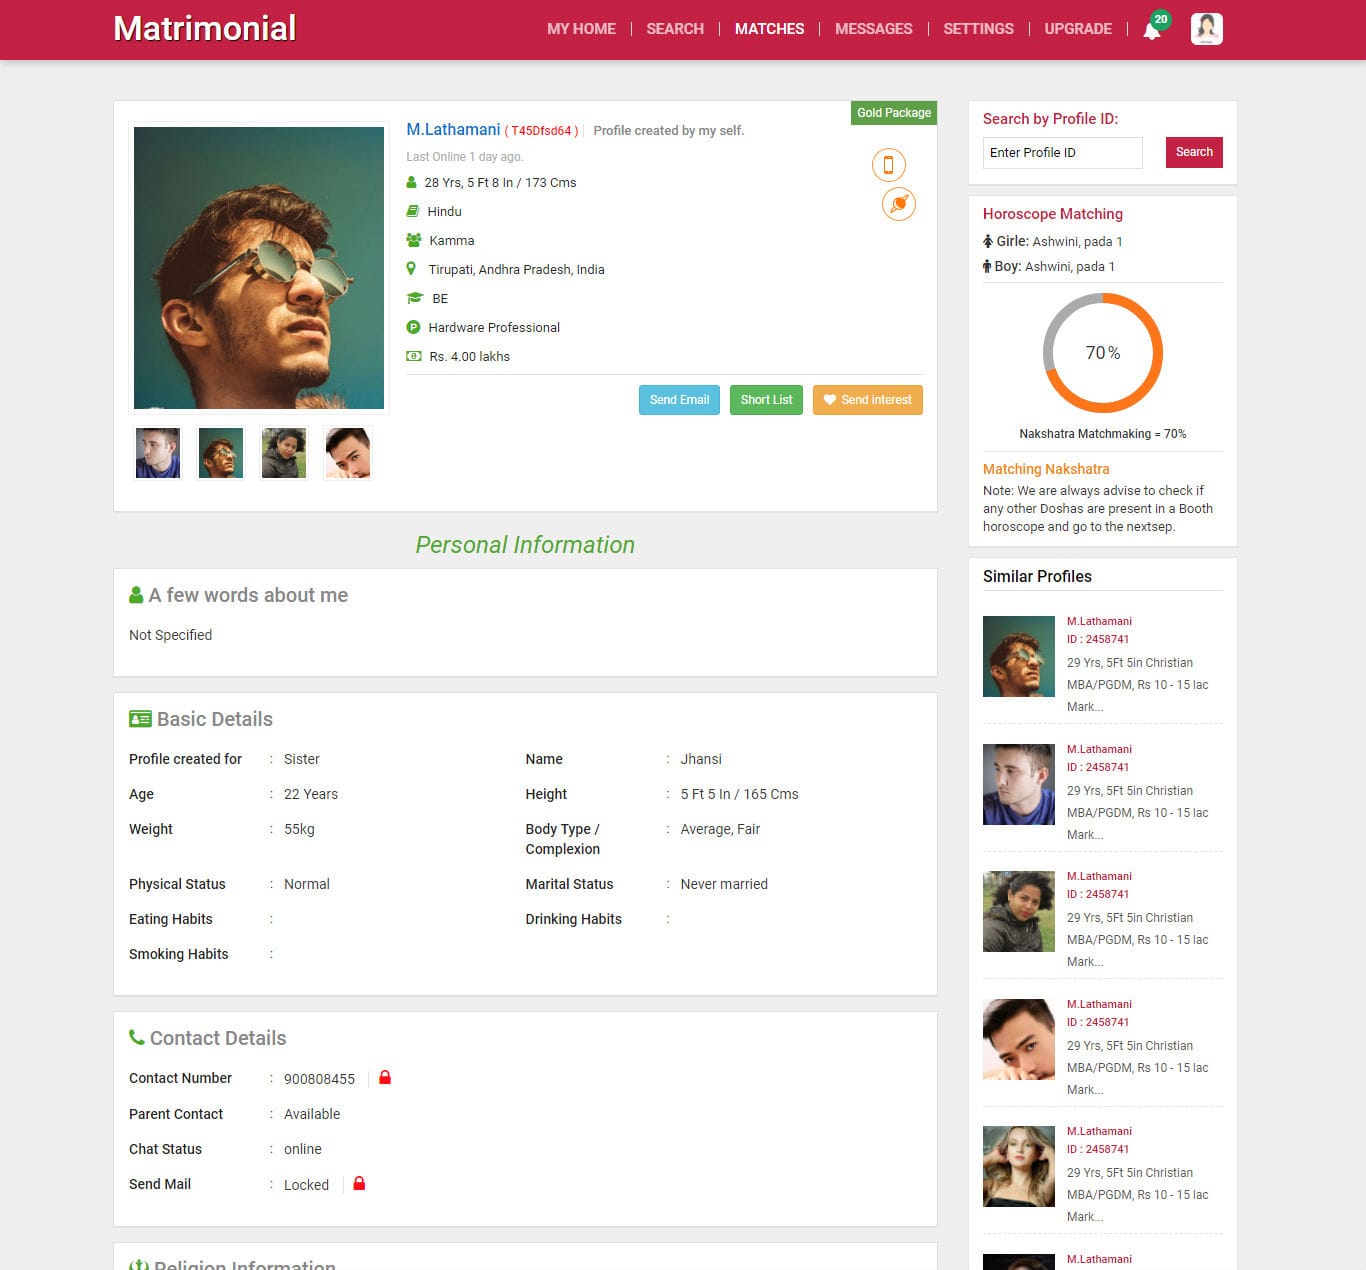 Matrimonial
MY HOME
SEARCH
MATCHES
MESSAGES
SETTINGS
UPGRADE
20
Gold Package
M.Lathamani ( T45Dfsd64 ) Profile created by my self.
Last Online 1 day ago.
28 Yrs, 5 Ft 8 In / 173 Cms
Hindu
Kamma
Tirupati, Andhra Pradesh, India
BE
Hardware Professional
Rs. 4.00 lakhs
Send Email
Short List
Send interest
Personal Information
A few words about me
Not Specified
Basic Details
Profile created for : Sister
Name : Jhansi
Age : 22 Years
Height : 5 Ft 5 In / 165 Cms
Weight : 55kg
Body Type /
Complexion : Average, Fair
Physical Status : Normal
Marital Status : Never married
Eating Habits :
Drinking Habits :
Smoking Habits :
Contact Details
Contact Number : 900808455
Parent Contact : Available
Chat Status : online
Send Mail : Locked
Religion Information
Search by Profile ID:
Enter Profile ID
Search
Horoscope Matching
Girle: Ashwini, pada 1
Boy: Ashwini, pada 1
70%
Nakshatra Matchmaking = 70%
Matching Nakshatra
Note: We are always advise to check if
any other Doshas are present in a Booth
horoscope and go to the nextsep.
Similar Profiles
M.Lathamani
ID : 2458741
29 Yrs, 5Ft 5in Christian
MBA/PGDM, Rs 10 - 15 lac
Mark...
M.Lathamani
ID : 2458741
29 Yrs, 5Ft 5in Christian
MBA/PGDM, Rs 10 - 15 lac
Mark...
M.Lathamani
ID : 2458741
29 Yrs, 5Ft 5in Christian
MBA/PGDM, Rs 10 - 15 lac
Mark...
M.Lathamani
ID : 2458741
29 Yrs, 5Ft 5in Christian
MBA/PGDM, Rs 10 - 15 lac
Mark...
M.Lathamani
ID : 2458741
29 Yrs, 5Ft 5in Christian
MBA/PGDM, Rs 10 - 15 lac
Mark...
M.Lathamani